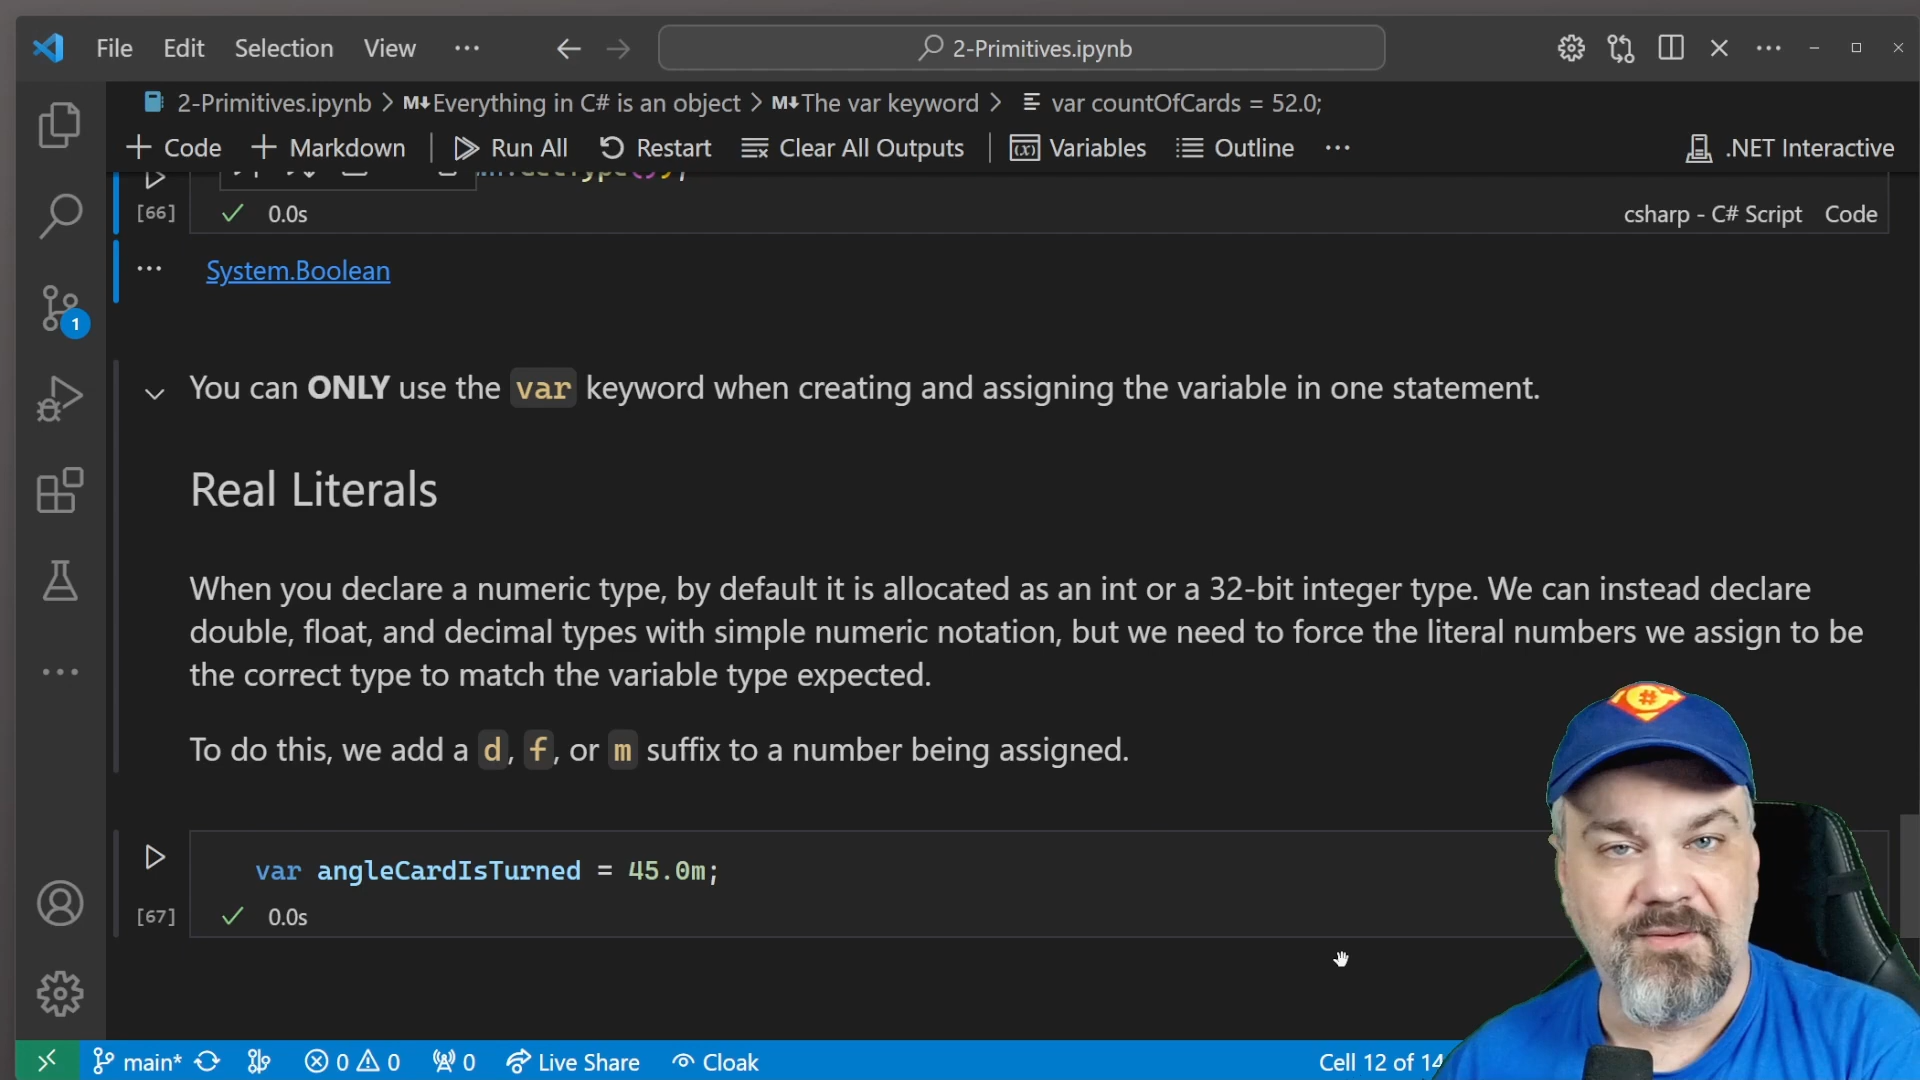 File Edit Selection View ··· 2-Primitives.ipynb
2-Primitives.ipynb > M↓Everything in C# is an object > M↓The var keyword > var countOfCards = 52.0;
+ Code + Markdown Run All Restart Clear All Outputs (x) Variables Outline ··· .NET Interactive
[66] 0.0s csharp - C# Script Code
System.Boolean
1
You can ONLY use the var keyword when creating and assigning the variable in one statement.
Real Literals
When you declare a numeric type, by default it is allocated as an int or a 32-bit integer type. We can instead declare
double, float, and decimal types with simple numeric notation, but we need to force the literal numbers we assign to be
the correct type to match the variable type expected.
To do this, we add a d, f, or m suffix to a number being assigned.
#
var angleCardIsTurned = 45.0m;
[67] 0.0s
main* 0 0 0 Live Share Cloak Cell 12 of 14